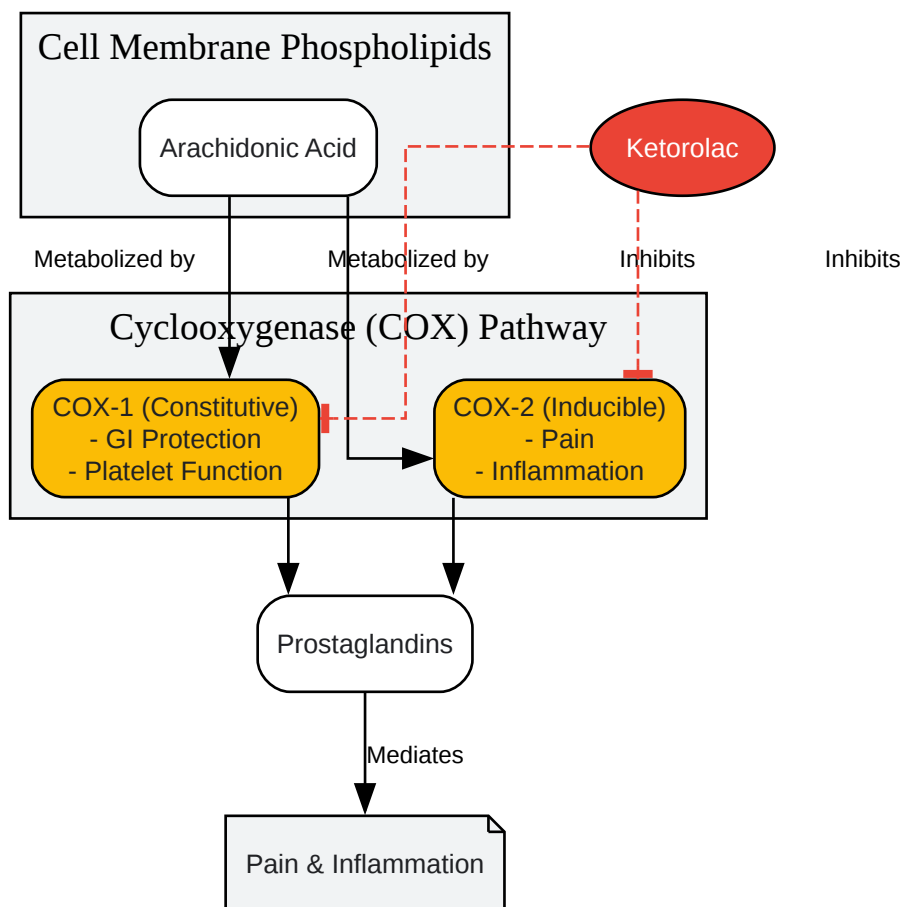 Cell Membrane Phospholipids
Arachidonic Acid
Ketorolac
Metabolized by
Metabolized by
Inhibits
Inhibits
Cyclooxygenase (COX) Pathway
COX-1 (Constitutive)
- GI Protection
- Platelet Function
COX-2 (Inducible)
- Pain
- Inflammation
Prostaglandins
Mediates
Pain & Inflammation